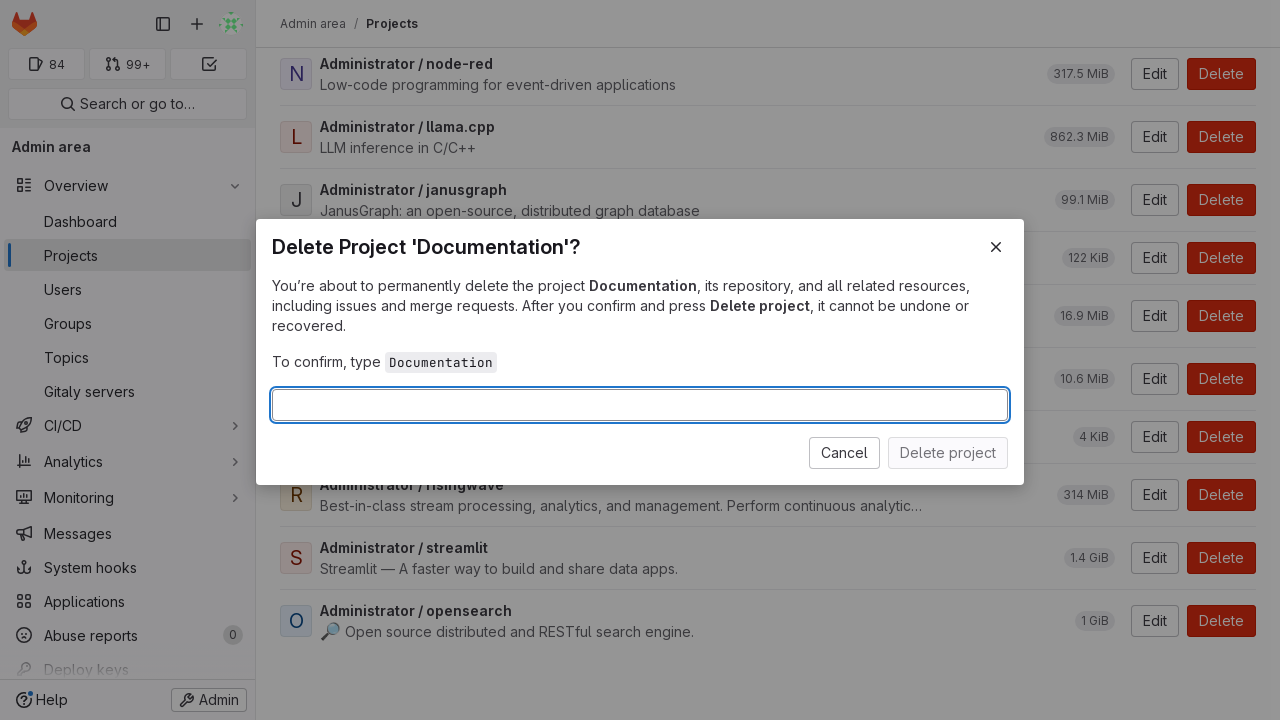 Admin area / Projects
84
99+
Search or go to…
Admin area
Overview
Dashboard
Projects
Users
Groups
Topics
Gitaly servers
CI/CD
Analytics
Monitoring
Messages
System hooks
Applications
Abuse reports 0
Deploy keys
Help
Admin
N
Administrator / node-red
Low-code programming for event-driven applications
317.5 MiB
Edit
Delete
L
Administrator / llama.cpp
LLM inference in C/C++
862.3 MiB
Edit
Delete
J
Administrator / janusgraph
JanusGraph: an open-source, distributed graph database
99.1 MiB
Edit
Delete
122 KiB
Edit
Delete
16.9 MiB
Edit
Delete
10.6 MiB
Edit
Delete
4 KiB
Edit
Delete
R
Administrator / risingwave
Best-in-class stream processing, analytics, and management. Perform continuous analytic…
314 MiB
Edit
Delete
S
Administrator / streamlit
Streamlit — A faster way to build and share data apps.
1.4 GiB
Edit
Delete
O
Administrator / opensearch
🔎 Open source distributed and RESTful search engine.
1 GiB
Edit
Delete
Delete Project 'Documentation'?
You’re about to permanently delete the project Documentation, its repository, and all related resources,
including issues and merge requests. After you confirm and press Delete project, it cannot be undone or
recovered.
To confirm, type Documentation
Cancel
Delete project